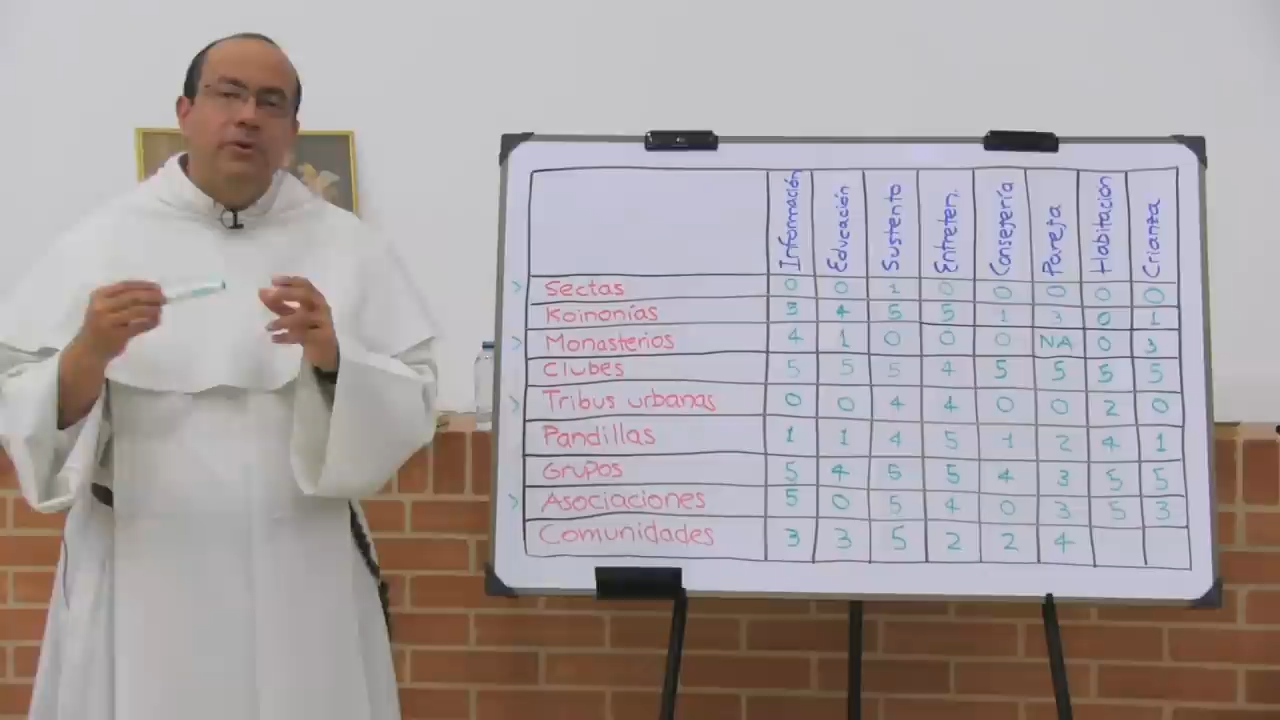 Información Educación Sustento Entreten. Consejería Pareja Habitación Crianza
> Sectas 0 0 1 0 0 0 0 0
Koinonías 3 4 5 5 1 3 0 1
> Monasterios 4 1 0 0 0 NA 0 3
Clubes 5 5 5 4 5 5 5 5
> Tribus urbanas 0 0 4 4 0 0 2 0
Pandillas 1 1 4 5 1 2 4 1
Grupos 5 4 5 5 4 3 5 5
> Asociaciones 5 0 5 4 0 3 5 3
Comunidades 3 3 5 2 2 4